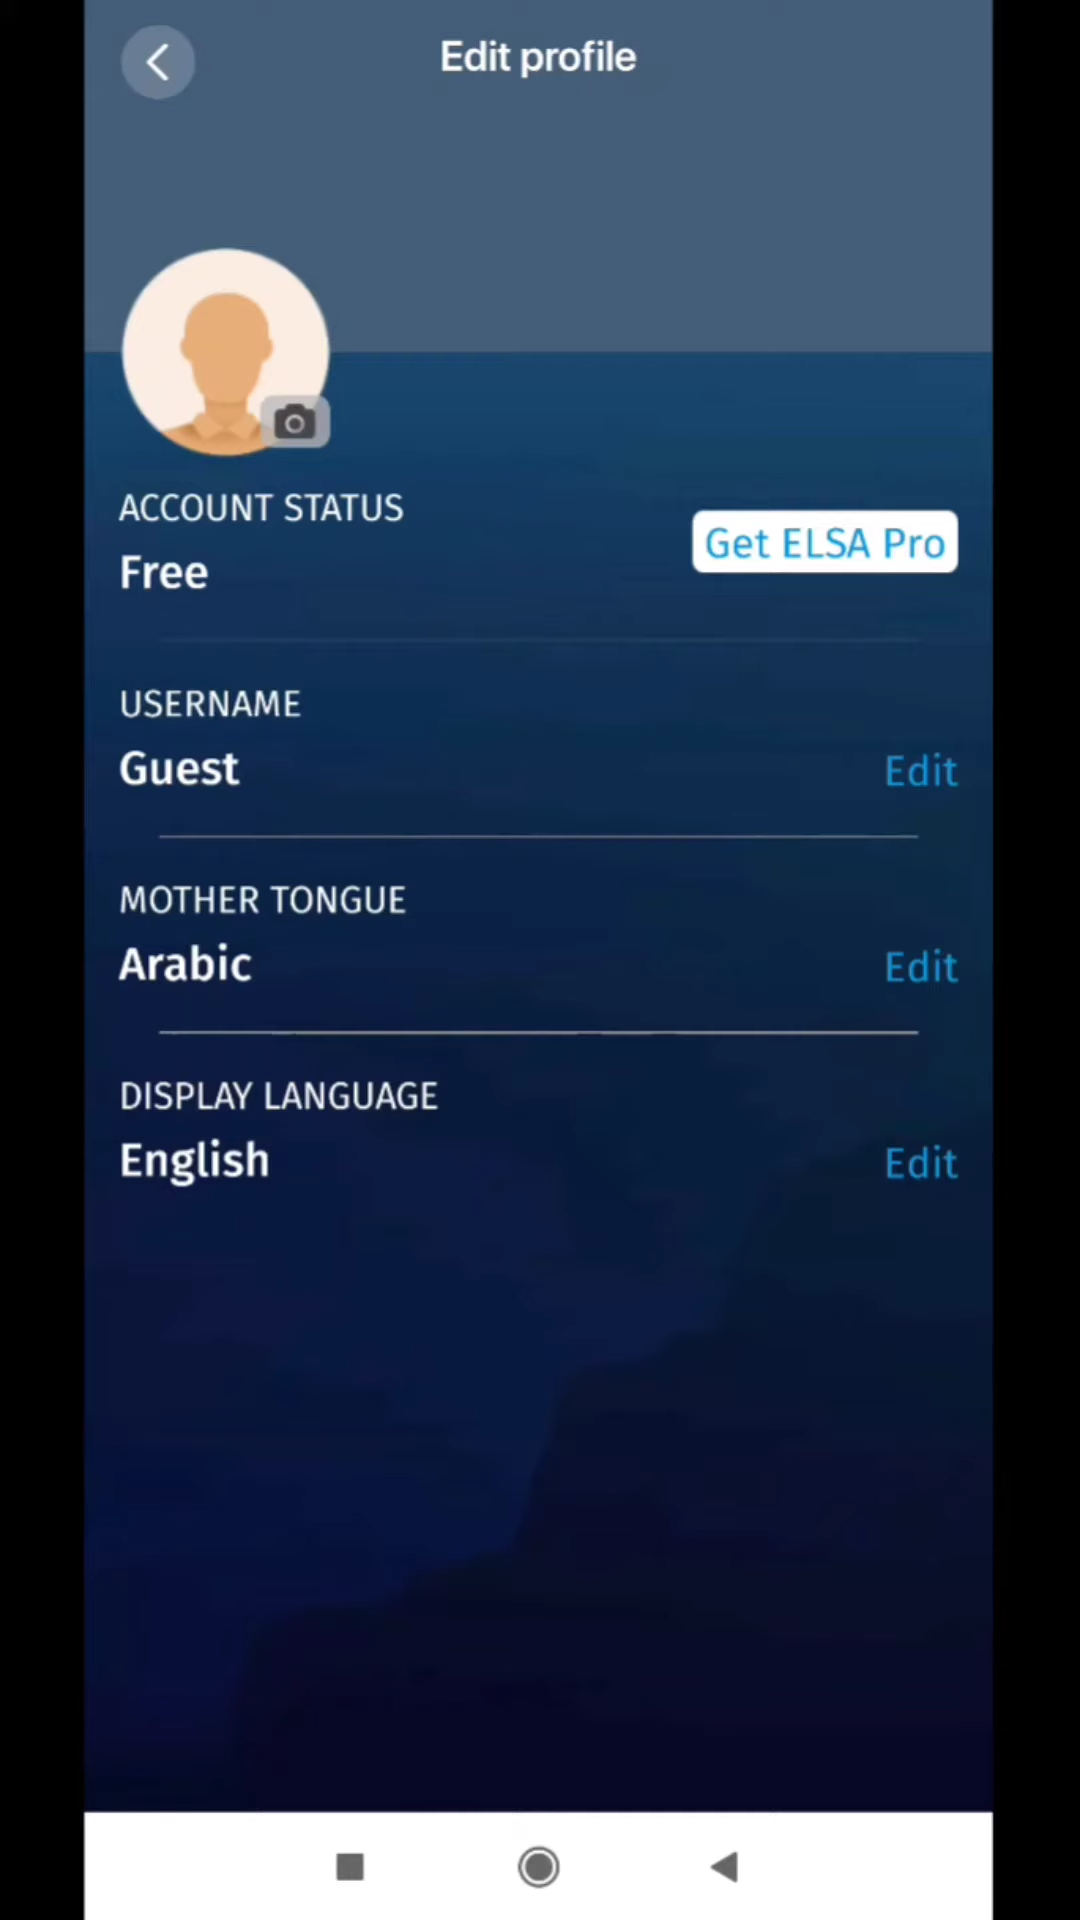 Edit profile
ACCOUNT STATUS
Free
Get ELSA Pro
USERNAME
Guest
Edit
MOTHER TONGUE
Arabic
Edit
DISPLAY LANGUAGE
English
Edit